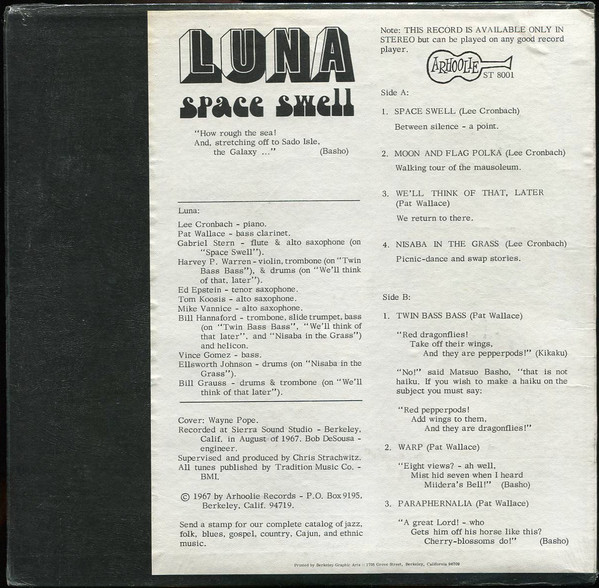 LUNA
space swell
"How rough the sea!
And, stretching off to Sado Isle,
the Galaxy ..." (Basho)
Luna:
Lee Cronbach - piano.
Pat Wallace - bass clarinet.
Gabriel Stern - flute & alto saxophone (on
"Space Swell").
Harvey P. Warren - violin, trombone (on "Twin
Bass Bass"), & drums (on "We'll think
of that, later").
Ed Epstein - tenor saxophone.
Tom Koosis - alto saxophone.
Mike Vannice - alto saxophone.
Bill Hannaford - trombone, slide trumpet, bass
(on "Twin Bass Bass", "We'll think of
that later", and "Nisaba in the Grass")
and helicon.
Vince Gomez - bass.
Ellsworth Johnson - drums (on "Nisaba in the
Grass").
Bill Grauss - drums & trombone (on "We'll
think of that later").
Cover: Wayne Pope.
Recorded at Sierra Sound Studio - Berkeley,
Calif. in August of 1967. Bob DeSousa -
engineer.
Supervised and produced by Chris Strachwitz.
All tunes published by Tradition Music Co. -
BMI.
© 1967 by Arhoolie Records - P.O. Box 9195,
Berkeley, Calif. 94719.
Send a stamp for our complete catalog of jazz,
folk, blues, gospel, country, Cajun, and ethnic
music.
Note: THIS RECORD IS AVAILABLE ONLY IN
STEREO but can be played on any good record
player.
ARHOOLIE
ST 8001
Side A:
1. SPACE SWELL (Lee Cronbach)
Between silence - a point.
2. MOON AND FLAG POLKA (Lee Cronbach)
Walking tour of the mausoleum.
3. WE'LL THINK OF THAT, LATER
(Pat Wallace)
We return to there.
4. NISABA IN THE GRASS (Lee Cronbach)
Picnic-dance and swap stories.
Side B:
1. TWIN BASS BASS (Pat Wallace)
"Red dragonflies!
Take off their wings,
And they are pepperpods!" (Kikaku)
"No!" said Matsuo Basho, "that is not
haiku. If you wish to make a haiku on the
subject you must say:
"Red pepperpods!
Add wings to them,
And they are dragonflies!"
2. WARP (Pat Wallace)
"Eight views? - ah well,
Mist hid seven when I heard
Miidera's Bell!" (Basho)
3. PARAPHERNALIA (Pat Wallace)
"A great Lord! - who
Gets him off his horse like this?
Cherry-blossoms do!" (Basho)
Printed by Berkeley Graphic Arts Street, Berkeley, California